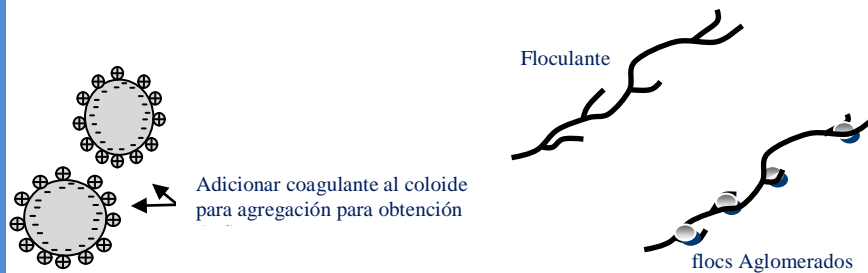 Floculante
Adicionar coagulante al coloide
para agregación para obtención
flocs Aglomerados